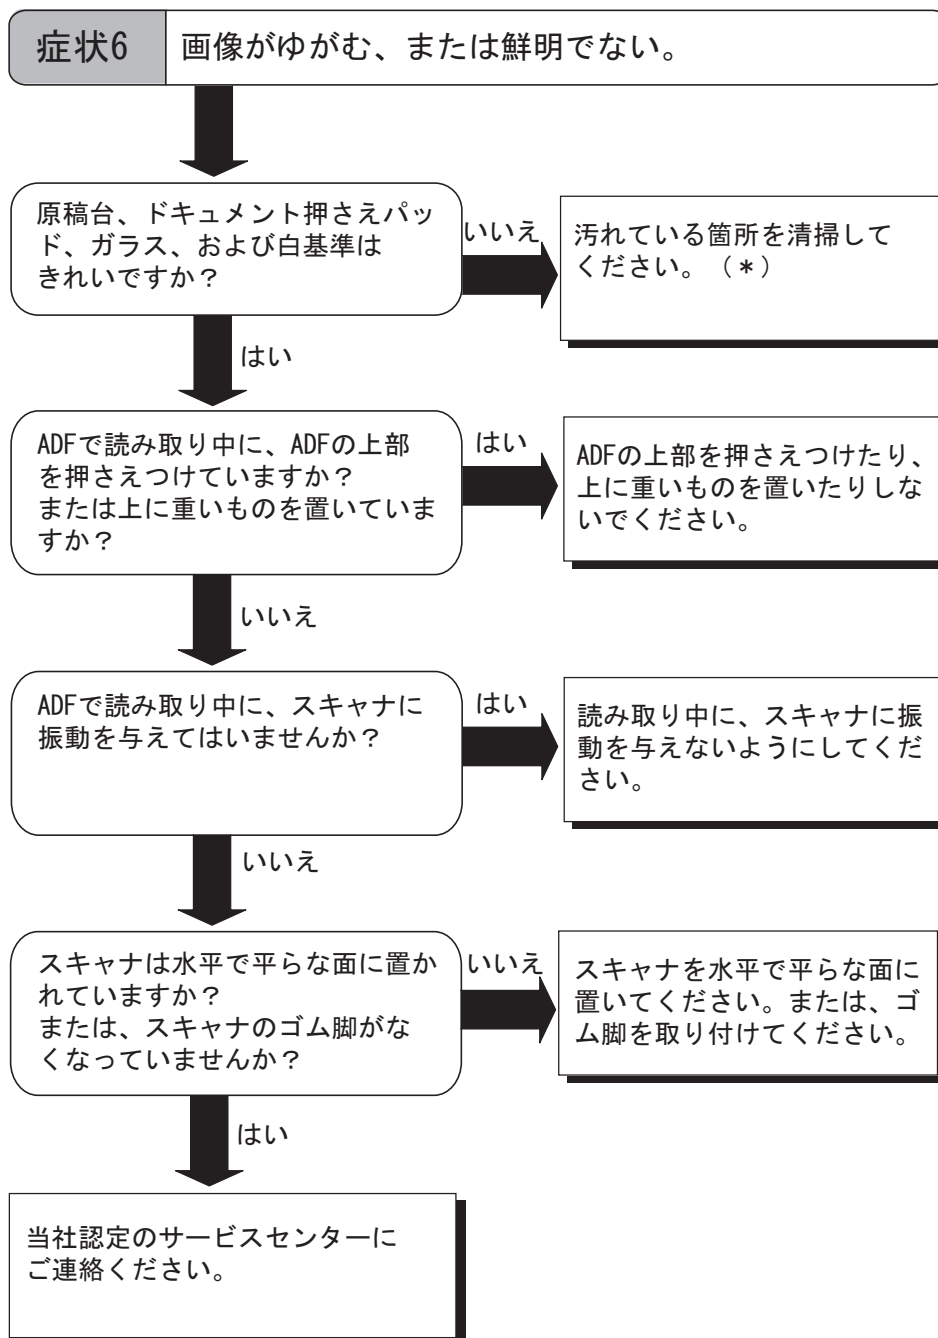 症状6 画像がゆがむ、または鮮明でない。
原稿台、ドキュメント押さえパッ
ド、ガラス、および白基準は
きれいですか？
いいえ
汚れている箇所を清掃して
ください。（＊）
はい
ADFで読み取り中に、ADFの上部
を押さえつけていますか？
または上に重いものを置いていま
すか？
はい
ADFの上部を押さえつけたり、
上に重いものを置いたりしな
いでください。
いいえ
ADFで読み取り中に、スキャナに
振動を与えてはいませんか？
はい
読み取り中に、スキャナに振
動を与えないようにしてくだ
さい。
いいえ
スキャナは水平で平らな面に置か
れていますか？
または、スキャナのゴム脚がな
くなっていませんか？
いいえ
スキャナを水平で平らな面に
置いてください。または、ゴ
ム脚を取り付けてください。
はい
当社認定のサービスセンターに
ご連絡ください。